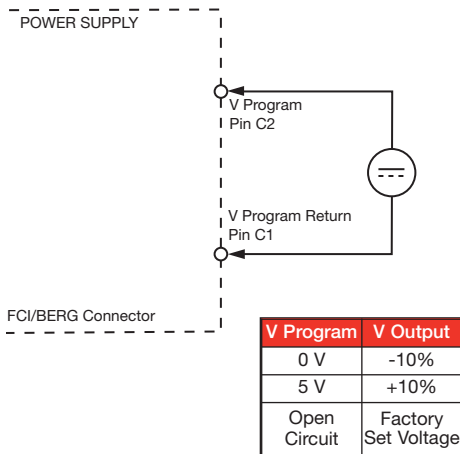 POWER SUPPLY
V Program
Pin C2
V Program Return
Pin C1
FCI/BERG Connector
V Program V Output
0 V -10%
5 V +10%
Open Factory
Circuit Set Voltage